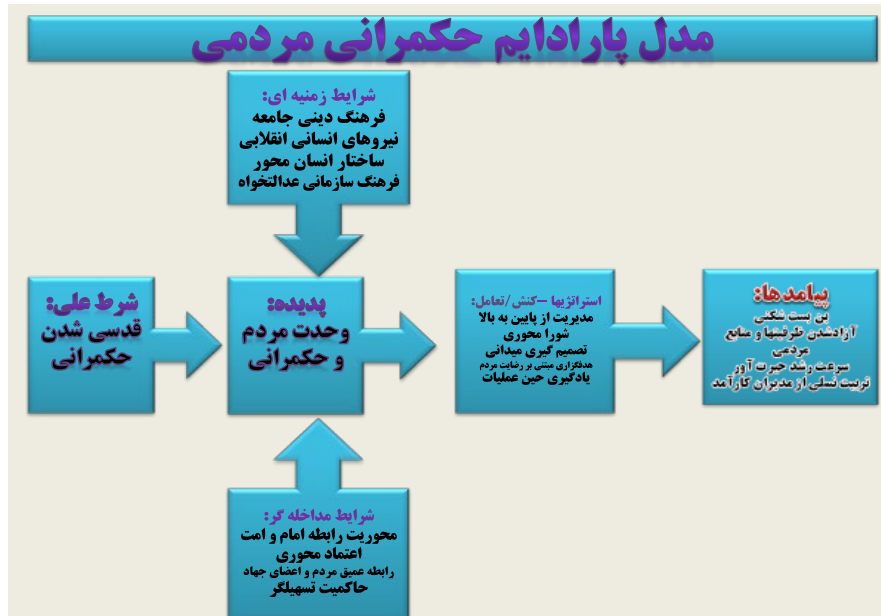 مدل پارادایم حکمرانی مردمی
شرایط زمنیه ای:
فرهنگ دینی جامعه
نیروهای انسانی انقلابی
ساختار انسان محور
فرهنگ سازمانی عدالتخواه
شرط علی:
قدسی شدن
حکمرانی
پدیده:
وحدت مردم
و حکمرانی
استراتژیها –کنش/تعامل:
مدیریت از پایین به بالا
شورا محوری
تصمیم گیری میدانی
هدفگزاری مبتنی بر رضایت مردم
یادگیری حین عملیات
پیامدها:
بن بست شکنی
آزادشدن ظرفیتها و منابع
مردمی
سرعت رشد حیرت آور
تربیت نسلی از مدیران کارآمد
شرایط مداخله گر:
محوریت رابطه امام و امت
اعتماد محوری
رابطه عمیق مردم و اعضای جهاد
حاکمیت تسهیلگر